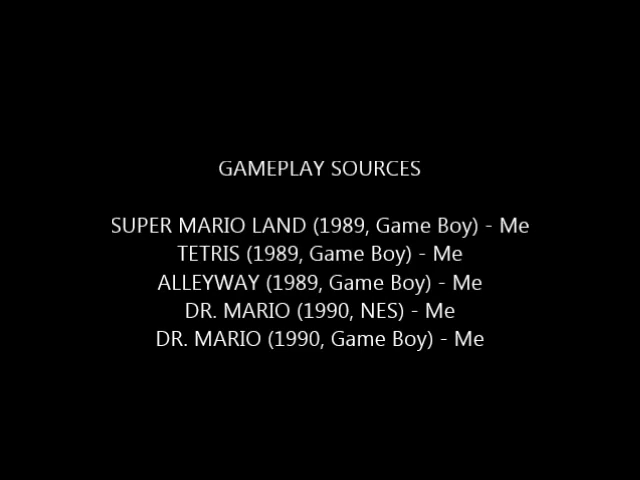 GAMEPLAY SOURCES
SUPER MARIO LAND (1989, Game Boy) - Me
TETRIS (1989, Game Boy) - Me
ALLEYWAY (1989, Game Boy) - Me
DR. MARIO (1990, NES) - Me
DR. MARIO (1990, Game Boy) - Me